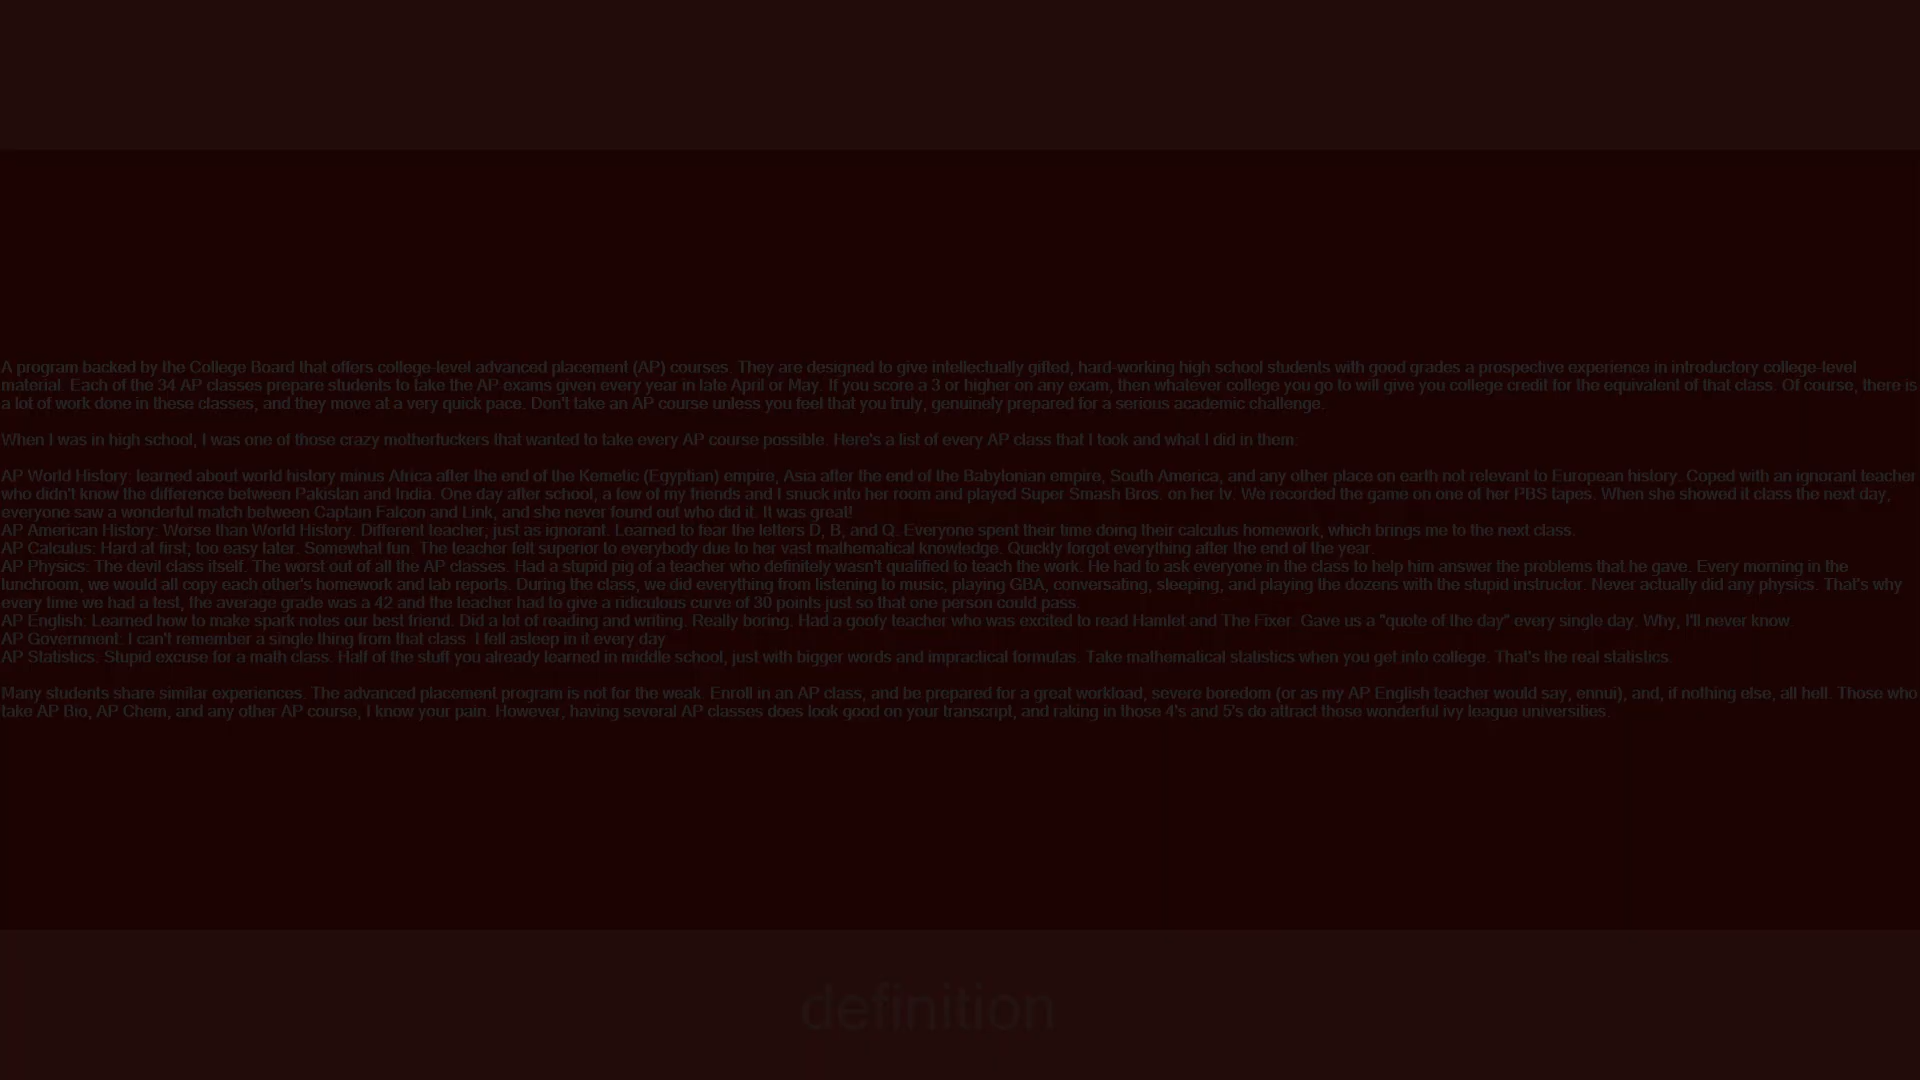 A program backed by the College Board that offers college-level advanced placement (AP) courses. They are designed to give intellectually gifted, hard-working high school students with good grades a prospective experience in introductory college-level
material. Each of the 34 AP classes prepare students to take the AP exams given every year in late April or May. If you score a 3 or higher on any exam, then whatever college you go to will give you college credit for the equivalent of that class. Of course, there is
a lot of work done in these classes, and they move at a very quick pace. Don't take an AP course unless you feel that you truly, genuinely prepared for a serious academic challenge.
When I was in high school, I was one of those crazy motherfuckers that wanted to take every AP course possible. Here's a list of every AP class that I took and what I did in them:
AP World History: learned about world history minus Africa after the end of the Kemetic (Egyptian) empire, Asia after the end of the Babylonian empire, South America, and any other place on earth not relevant to European history. Coped with an ignorant teacher
who didn't know the difference between Pakistan and India. One day after school, a few of my friends and I snuck into her room and played Super Smash Bros. on her tv. We recorded the game on one of her PBS tapes. When she showed it class the next day,
everyone saw a wonderful match between Captain Falcon and Link, and she never found out who did it. It was great!
AP American History: Worse than World History. Different teacher, just as ignorant. Learned to fear the letters D, B, and Q. Everyone spent their time doing their calculus homework, which brings me to the next class.
AP Calculus: Hard at first, too easy later. Somewhat fun. The teacher felt superior to everybody due to her vast mathematical knowledge. Quickly forgot everything after the end of the year.
AP Physics: The devil class itself. The worst out of all the AP classes. Had a stupid pig of a teacher who definitely wasn't qualified to teach the work. He had to ask everyone in the class to help him answer the problems that he gave. Every morning in the
lunchroom, we would all copy each other's homework and lab reports. During the class, we did everything from listening to music, playing GBA, conversating, sleeping, and playing the dozens with the stupid instructor. Never actually did any physics. That's why
every time we had a test, the average grade was a 42 and the teacher had to give a ridiculous curve of 30 points just so that one person could pass.
AP English: Learned how to make spark notes our best friend. Did a lot of reading and writing. Really boring. Had a goofy teacher who was excited to read Hamlet and The Fixer. Gave us a "quote of the day" every single day. Why, I'll never know
AP Government: I can't remember a single thing from that class. I fell asleep in it every day
AP Statistics: Stupid excuse for a math class. Half of the stuff you already learned in middle school, just with bigger words and impractical formulas. Take mathematical statistics when you get into college. That's the real statistics.
Many students share similar experiences. The advanced placement program is not for the weak. Enroll in an AP class, and be prepared for a great workload, severe boredom (or as my AP English teacher would say, ennui), and, if nothing else, all hell. Those who
take AP Bio, AP Chem, and any other AP course, I know your pain. However, having several AP classes does look good on your transcript, and raking in those 4's and 5's do attract those wonderful ivy league universities.
definition